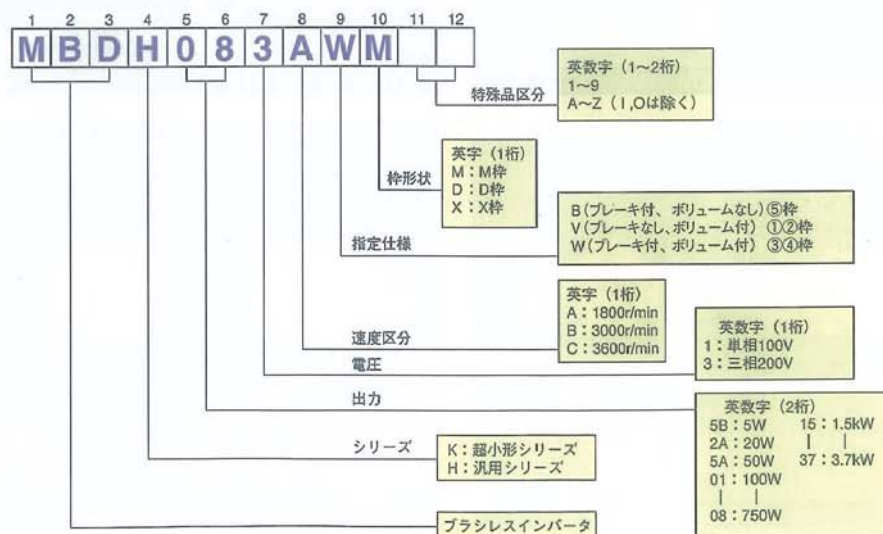 1 2 3 4 5 6 7 8 9 10 11 12
M B D H 0 8 3 A W M
特殊品区分
英数字（1～2桁）
1～9
A～Z（I,Oは除く）
枠形状
英字（1桁）
M：M枠
D：D枠
X：X枠
指定仕様
B（ブレーキ付、ボリュームなし）⑤枠
V（ブレーキなし、ボリューム付）①②枠
W（ブレーキ付、ボリューム付）③④枠
速度区分
英字（1桁）
A：1800r/min
B：3000r/min
C：3600r/min
電圧
英数字（1桁）
1：単相100V
3：三相200V
出力
英数字（2桁）
5B：5W 15：1.5kW
2A：20W | |
5A：50W 37：3.7kW
01：100W
| |
08：750W
シリーズ
K：超小形シリーズ
H：汎用シリーズ
ブラシレスインバータ